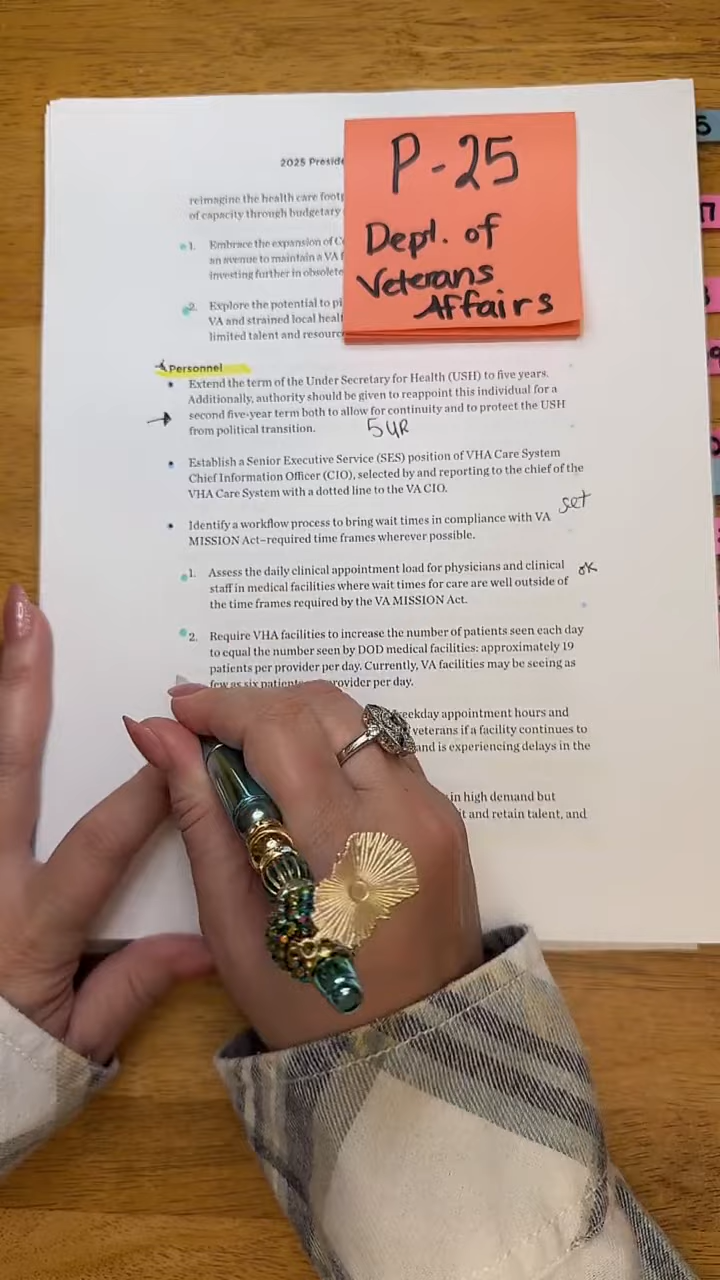 2025 Preside
P-25
Dept. of
Veterans
Affairs
reimagine the health care foot
of capacity through budgetary
1. Embrace the expansion of C
an avenue to maintain a VA f
investing further in obsolete
2. Explore the potential to pi
VA and strained local healt
limited talent and resourc
Personnel
• Extend the term of the Under Secretary for Health (USH) to five years.
Additionally, authority should be given to reappoint this individual for a
second five-year term both to allow for continuity and to protect the USH
from political transition.
5 YR
• Establish a Senior Executive Service (SES) position of VHA Care System
Chief Information Officer (CIO), selected by and reporting to the chief of the
VHA Care System with a dotted line to the VA CIO.
set
• Identify a workflow process to bring wait times in compliance with VA
MISSION Act–required time frames wherever possible.
1. Assess the daily clinical appointment load for physicians and clinical
ok
staff in medical facilities where wait times for care are well outside of
the time frames required by the VA MISSION Act.
2. Require VHA facilities to increase the number of patients seen each day
to equal the number seen by DOD medical facilities: approximately 19
patients per provider per day. Currently, VA facilities may be seeing as
few as six patients provider per day.
eekday appointment hours and
veterans if a facility continues to
and is experiencing delays in the
in high demand but
it and retain talent, and